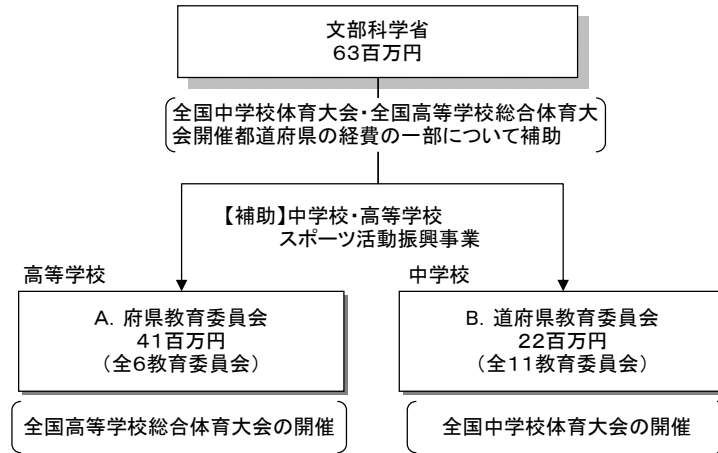 文部科学省
63百万円
全国中学校体育大会・全国高等学校総合体育大
会開催都道府県の経費の一部について補助
【補助】中学校・高等学校
スポーツ活動振興事業
高等学校
A. 府県教育委員会
41百万円
(全6教育委員会)
全国高等学校総合体育大会の開催
中学校
B. 道府県教育委員会
22百万円
(全11教育委員会)
全国中学校体育大会の開催